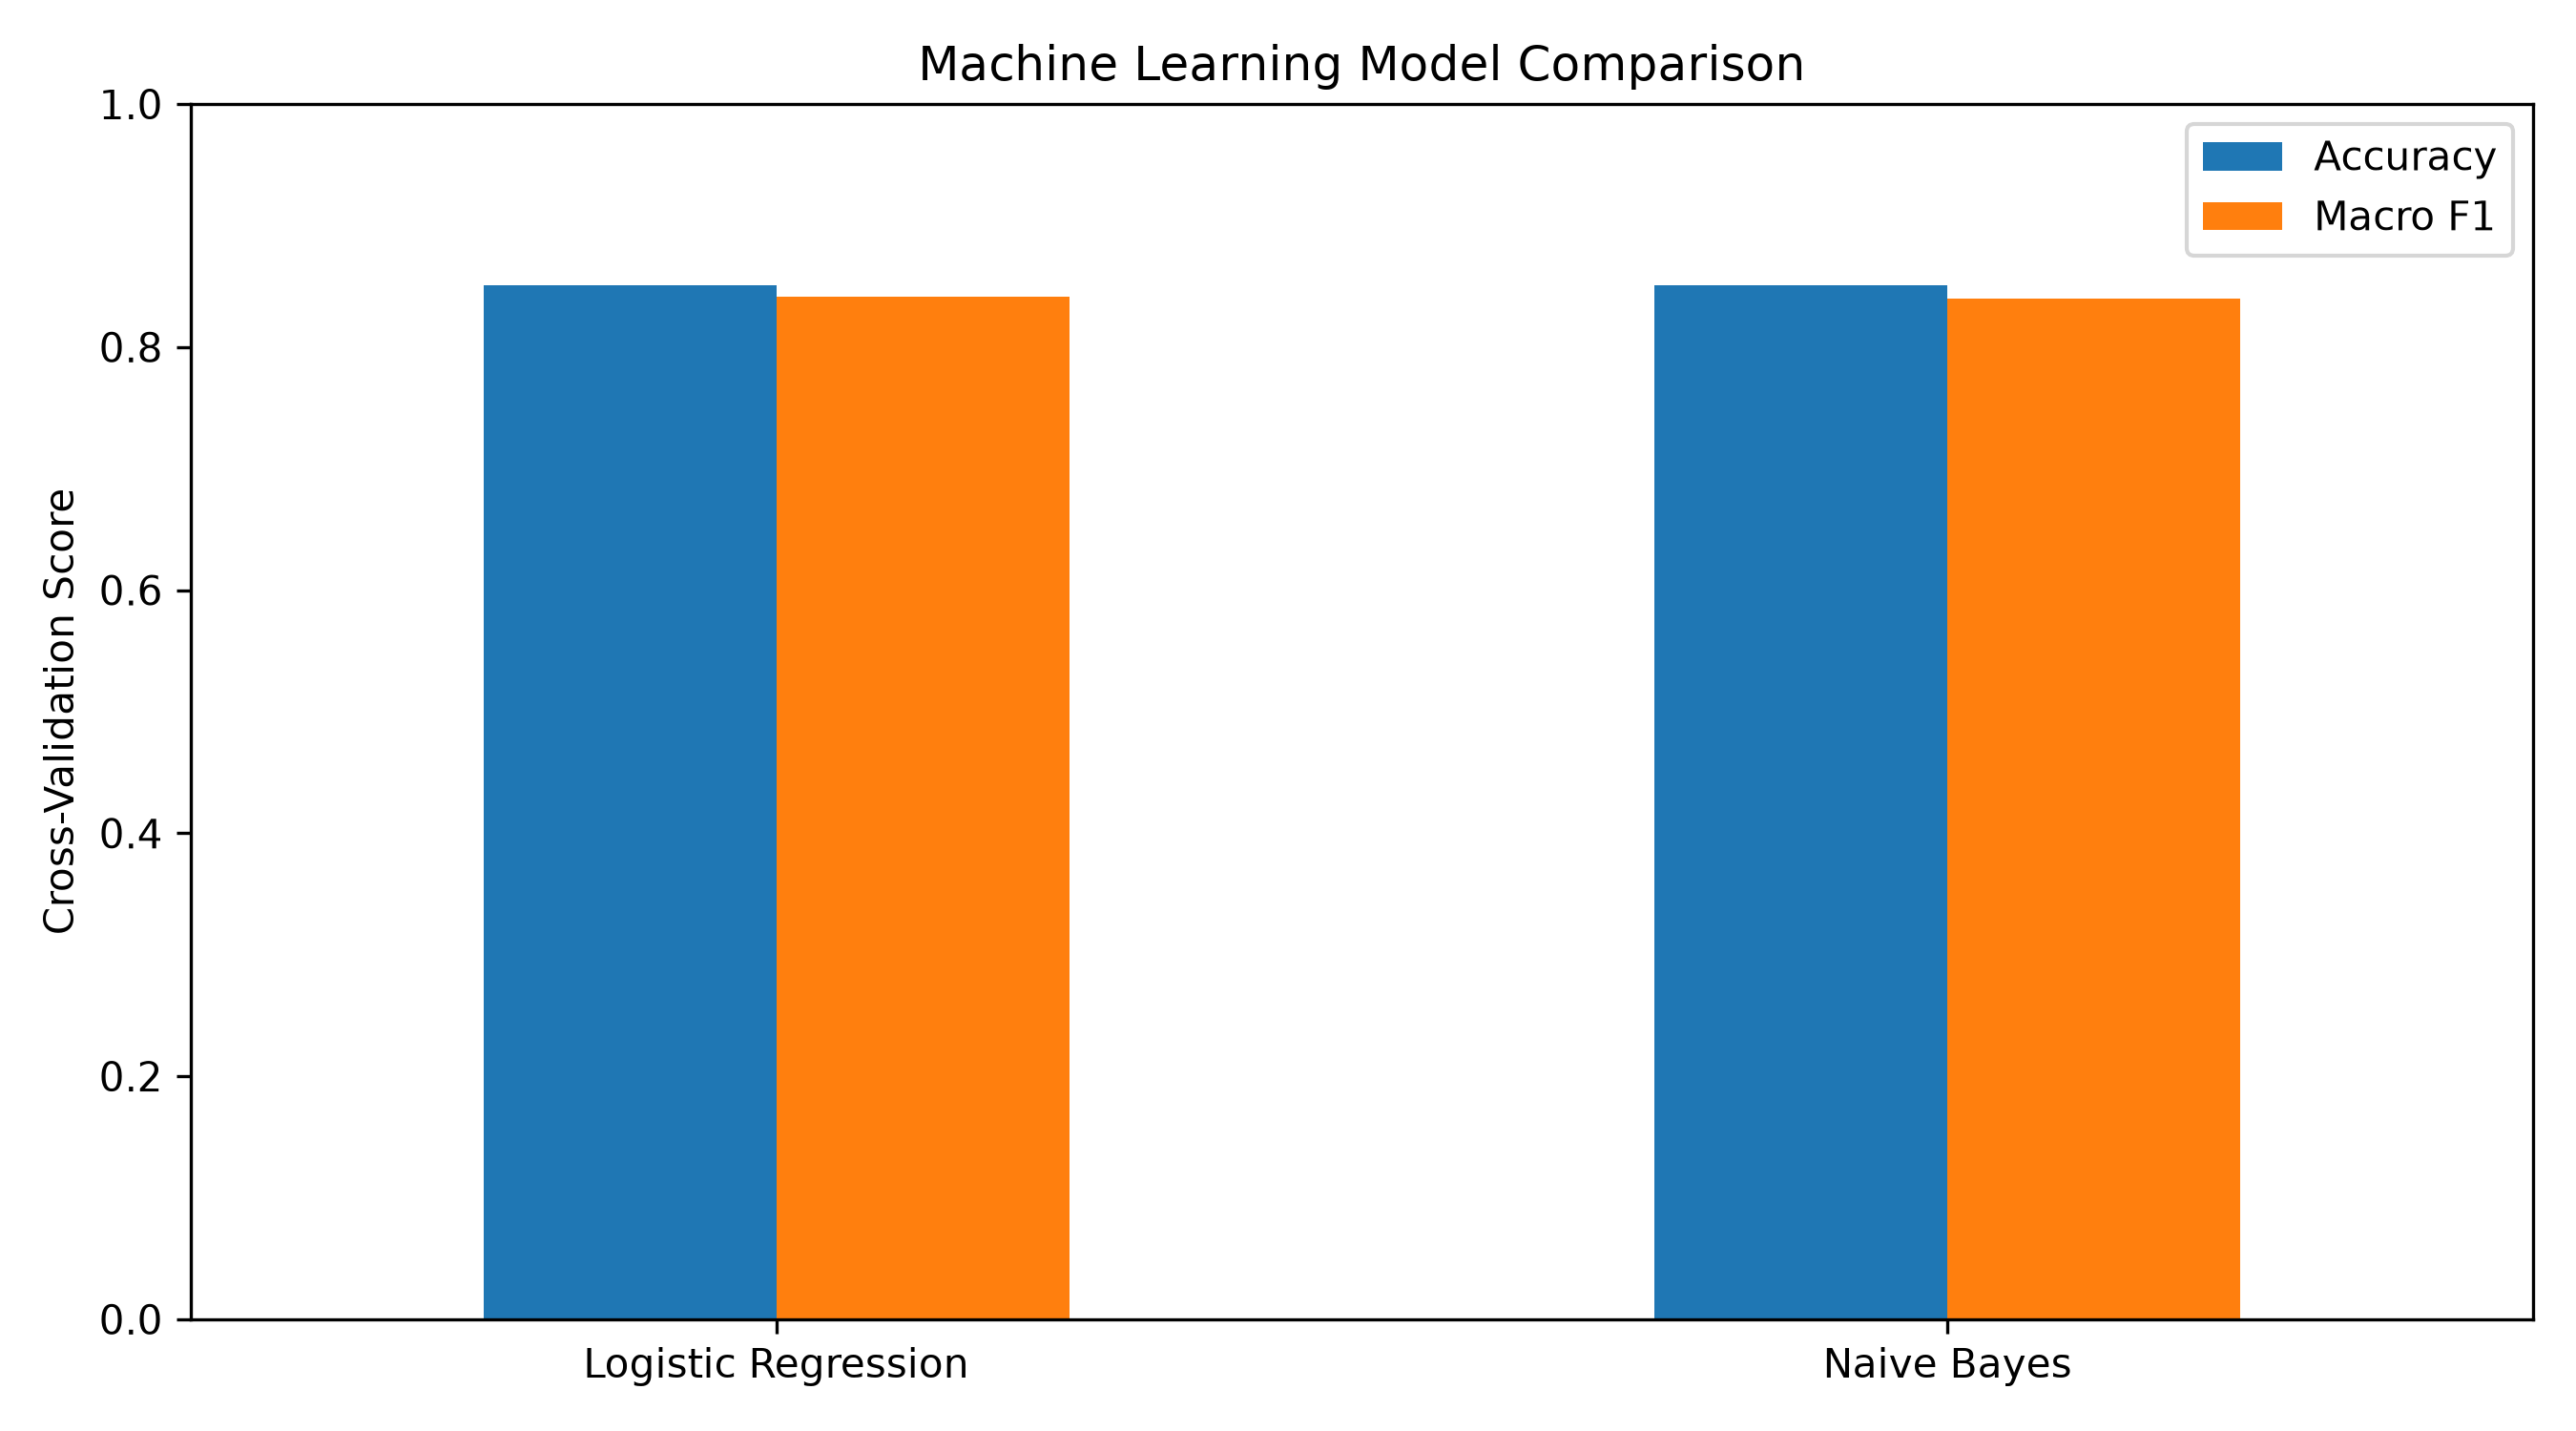 Machine Learning Model Comparison
1.0
0.8
0.6
0.4
0.2
0.0
Cross-Validation Score
Accuracy
Macro F1
Logistic Regression
Naive Bayes